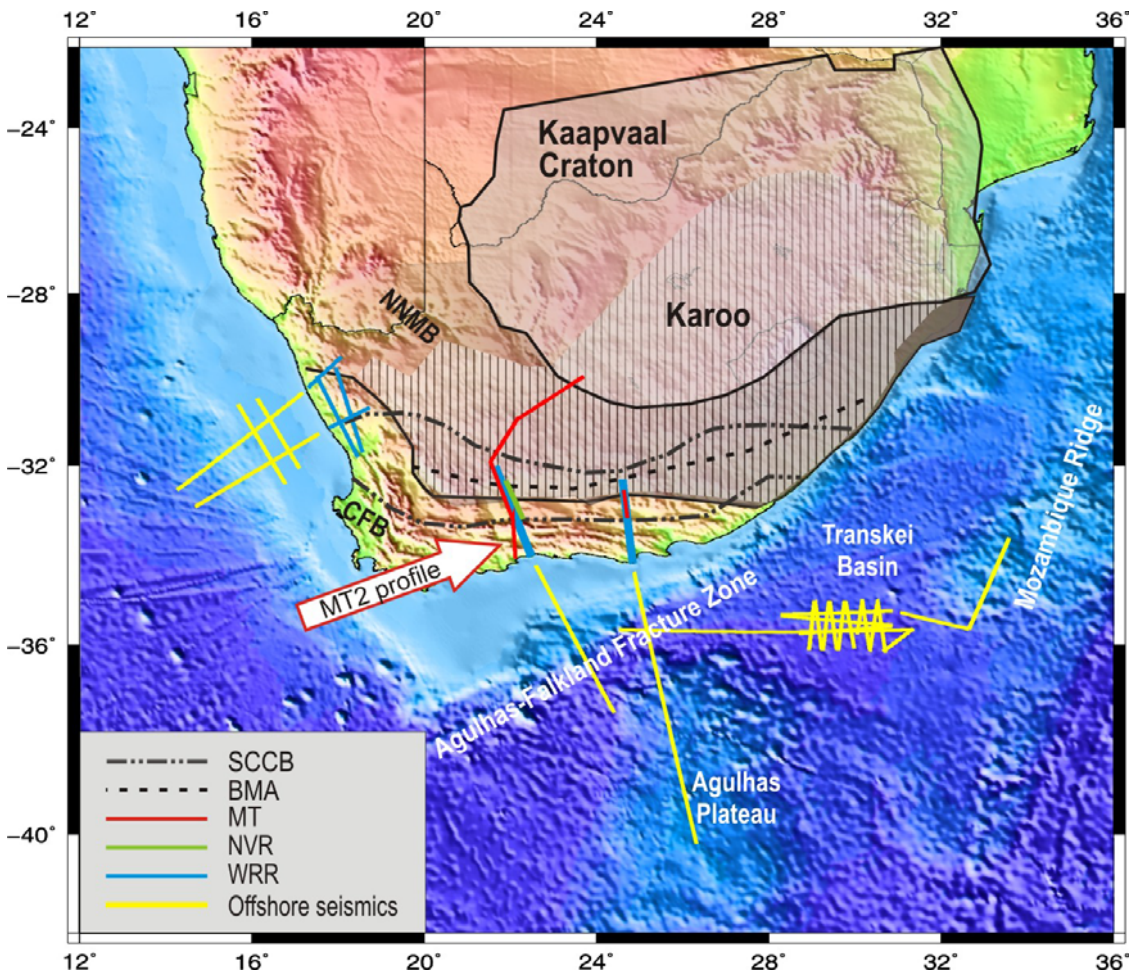 12°
16°
20°
24°
28°
32°
36°
−24°
−28°
−32°
−36°
−40°
Kaapvaal
Craton
Karoo
NNMB
CFB
MT2 profile
Transkei
Basin
Mozambique Ridge
Agulhas-Falkland Fracture Zone
Agulhas
Plateau
SCCB
BMA
MT
NVR
WRR
Offshore seismics
12°
16°
20°
24°
28°
32°
36°